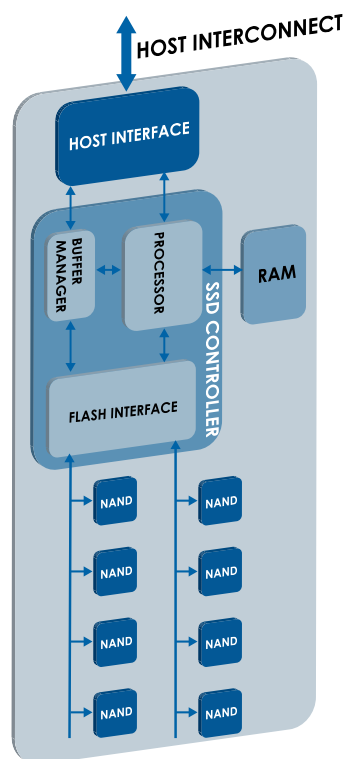 HOST INTERCONNECT
HOST INTERFACE
BUFFER
MANAGER
PROCESSOR
RAM
SSD CONTROLLER
FLASH INTERFACE
NAND
NAND
NAND
NAND
NAND
NAND
NAND
NAND